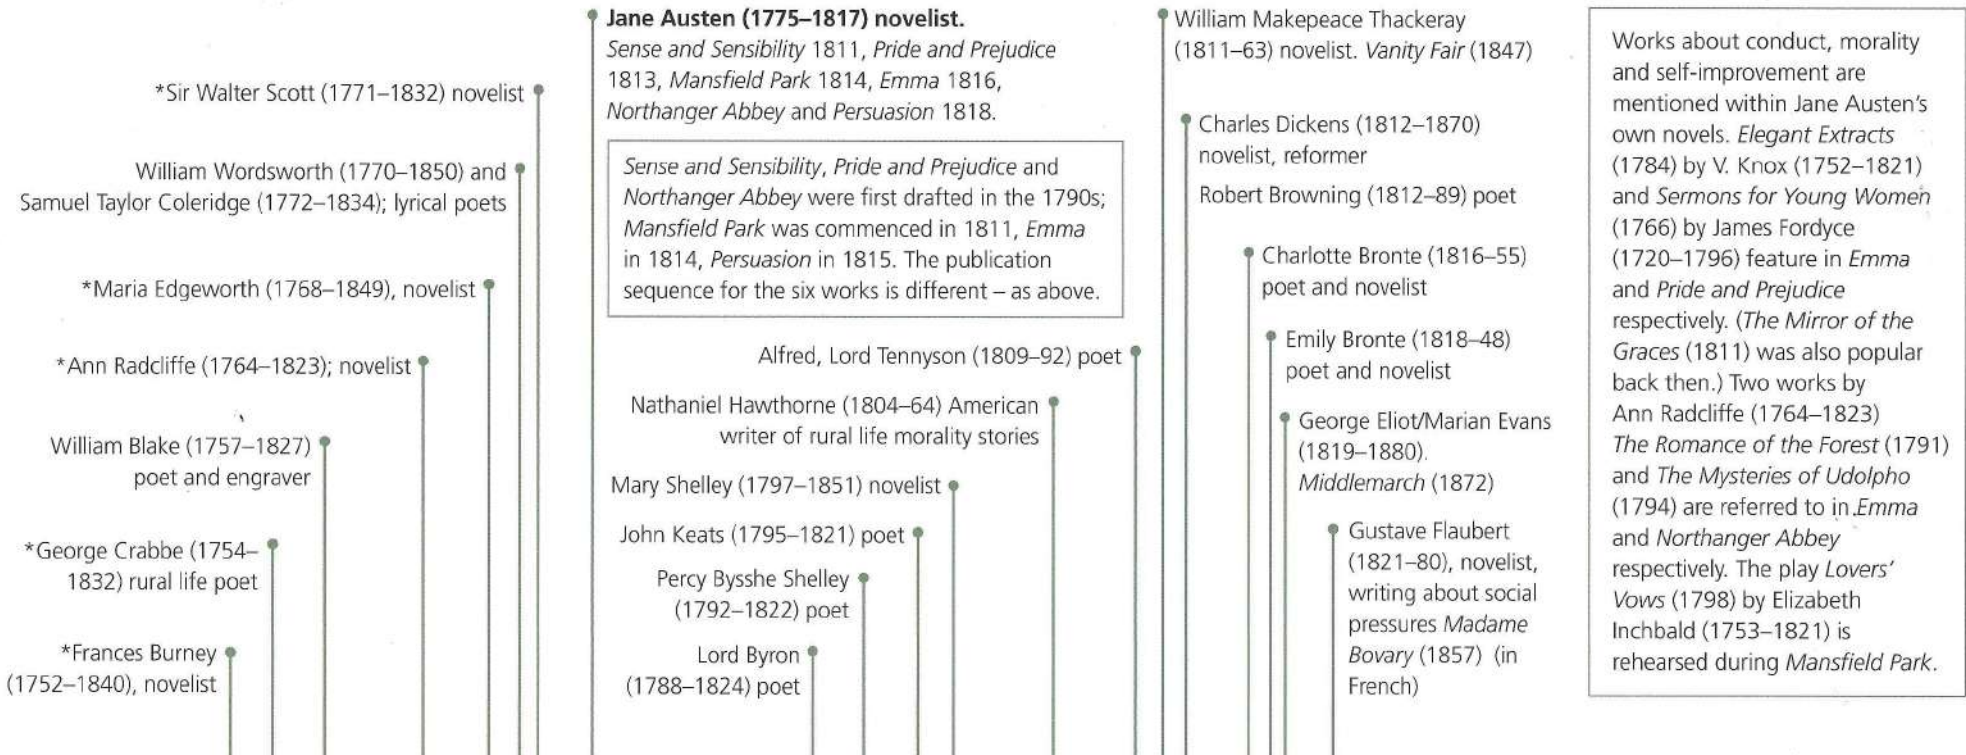 *Sir Walter Scott (1771–1832) novelist
William Wordsworth (1770–1850) and
Samuel Taylor Coleridge (1772–1834); lyrical poets
*Maria Edgeworth (1768–1849), novelist
*Ann Radcliffe (1764–1823); novelist
William Blake (1757–1827)
poet and engraver
*George Crabbe (1754–
1832) rural life poet
*Frances Burney
(1752–1840), novelist
Jane Austen (1775–1817) novelist.
Sense and Sensibility 1811, Pride and Prejudice
1813, Mansfield Park 1814, Emma 1816,
Northanger Abbey and Persuasion 1818.
Sense and Sensibility, Pride and Prejudice and
Northanger Abbey were first drafted in the 1790s;
Mansfield Park was commenced in 1811, Emma
in 1814, Persuasion in 1815. The publication
sequence for the six works is different – as above.
Alfred, Lord Tennyson (1809–92) poet
Nathaniel Hawthorne (1804–64) American
writer of rural life morality stories
Mary Shelley (1797–1851) novelist
John Keats (1795–1821) poet
Percy Bysshe Shelley
(1792–1822) poet
Lord Byron
(1788–1824) poet
William Makepeace Thackeray
(1811–63) novelist. Vanity Fair (1847)
Charles Dickens (1812–1870)
novelist, reformer
Robert Browning (1812–89) poet
Charlotte Bronte (1816–55)
poet and novelist
Emily Bronte (1818–48)
poet and novelist
George Eliot/Marian Evans
(1819–1880).
Middlemarch (1872)
Gustave Flaubert
(1821–80), novelist,
writing about social
pressures Madame
Bovary (1857) (in
French)
Works about conduct, morality
and self-improvement are
mentioned within Jane Austen's
own novels. Elegant Extracts
(1784) by V. Knox (1752–1821)
and Sermons for Young Women
(1766) by James Fordyce
(1720–1796) feature in Emma
and Pride and Prejudice
respectively. (The Mirror of the
Graces (1811) was also popular
back then.) Two works by
Ann Radcliffe (1764–1823)
The Romance of the Forest (1791)
and The Mysteries of Udolpho
(1794) are referred to in Emma
and Northanger Abbey
respectively. The play Lovers'
Vows (1798) by Elizabeth
Inchbald (1753–1821) is
rehearsed during Mansfield Park.